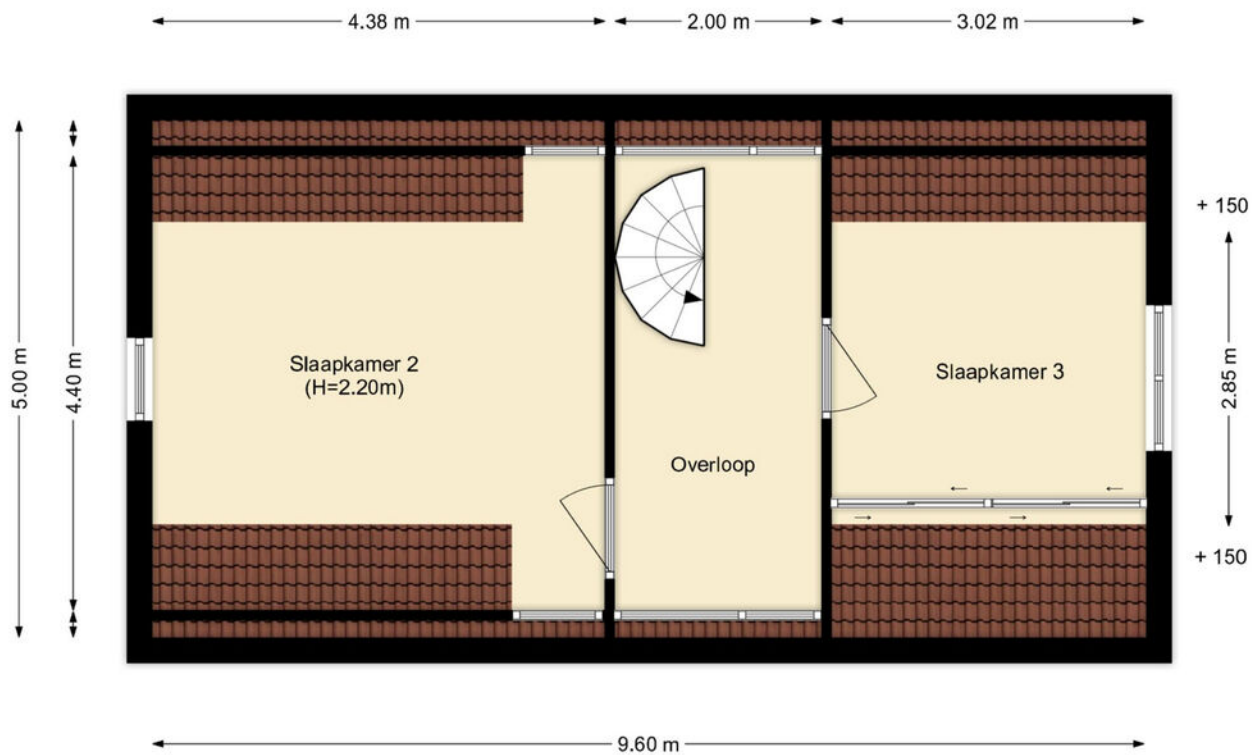 4.38 m
2.00 m
3.02 m
5.00 m
4.40 m
+ 150
2.85 m
+ 150
Slaapkamer 2
(H=2.20m)
Overloop
Slaapkamer 3
9.60 m